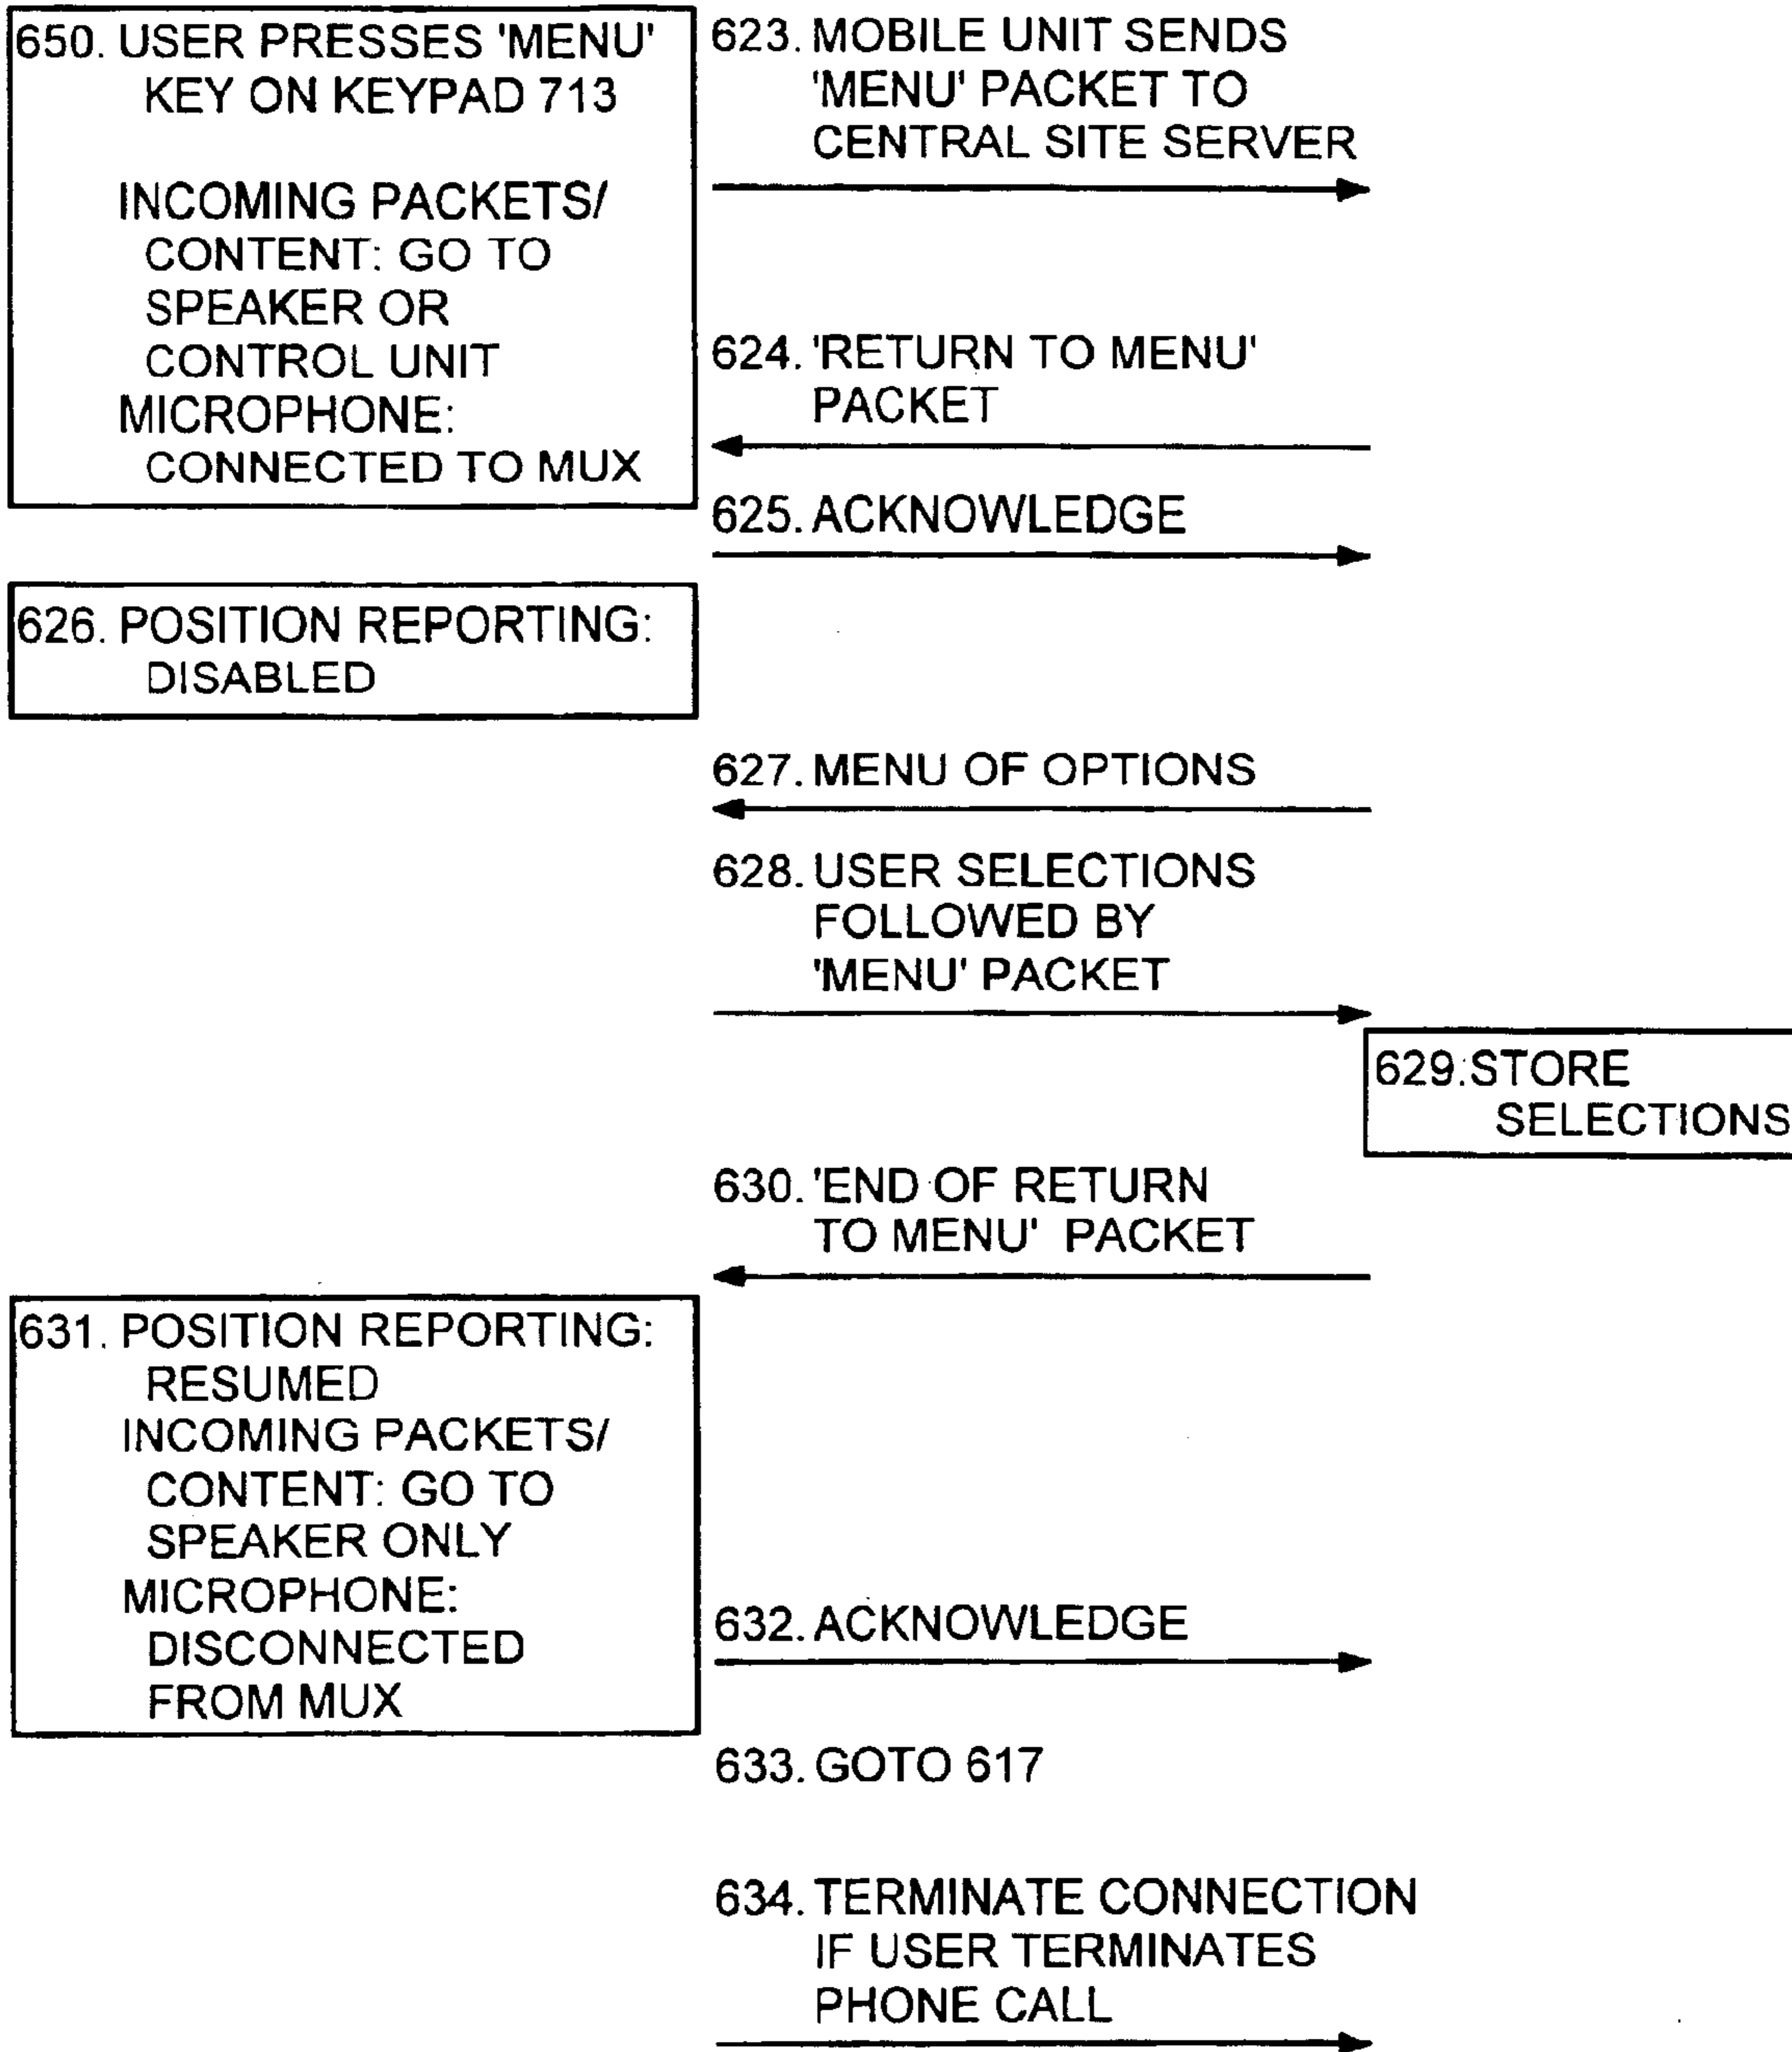 650. USER PRESSES 'MENU'
KEY ON KEYPAD 713
INCOMING PACKETS/
CONTENT: GO TO
SPEAKER OR
CONTROL UNIT
MICROPHONE:
CONNECTED TO MUX
623. MOBILE UNIT SENDS
'MENU' PACKET TO
CENTRAL SITE SERVER
624. 'RETURN TO MENU'
PACKET
625. ACKNOWLEDGE
626. POSITION REPORTING:
DISABLED
627. MENU OF OPTIONS
628. USER SELECTIONS
FOLLOWED BY
'MENU' PACKET
629. STORE
SELECTIONS
630. 'END OF RETURN
TO MENU' PACKET
631. POSITION REPORTING:
RESUMED
INCOMING PACKETS/
CONTENT: GO TO
SPEAKER ONLY
MICROPHONE:
DISCONNECTED
FROM MUX
632. ACKNOWLEDGE
633. GOTO 617
634. TERMINATE CONNECTION
IF USER TERMINATES
PHONE CALL